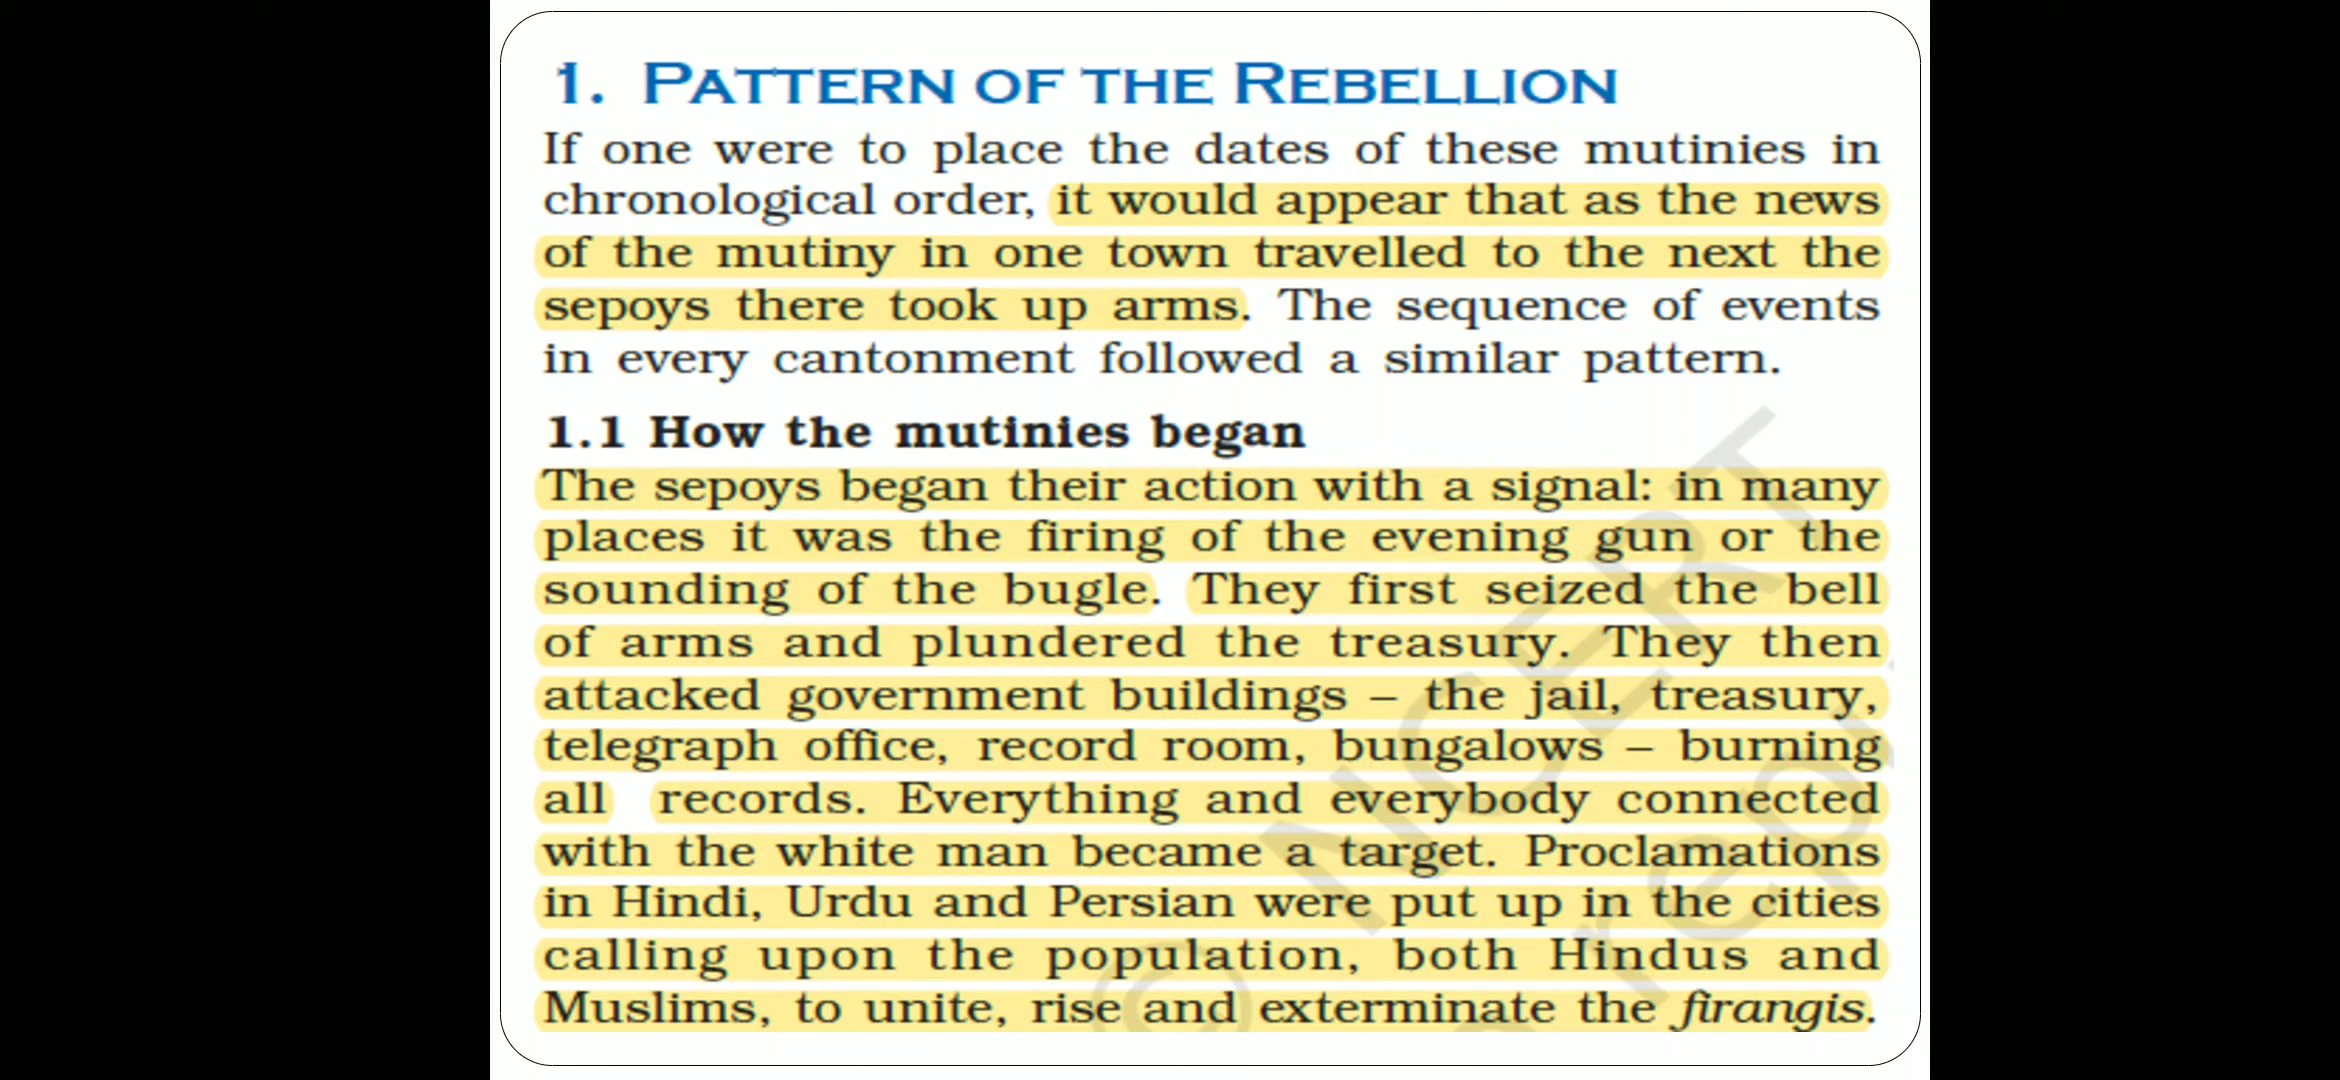 1. PATTERN OF THE REBELLION
If one were to place the dates of these mutinies in
chronological order, it would appear that as the news
of the mutiny in one town travelled to the next the
sepoys there took up arms. The sequence of events
in every cantonment followed a similar pattern.
1.1 How the mutinies began
The sepoys began their action with a signal: in many
places it was the firing of the evening gun or the
sounding of the bugle. They first seized the bell
of arms and plundered the treasury. They then
attacked government buildings – the jail, treasury,
telegraph office, record room, bungalows – burning
all records. Everything and everybody connected
with the white man became a target. Proclamations
in Hindi, Urdu and Persian were put up in the cities
calling upon the population, both Hindus and
Muslims, to unite, rise and exterminate the firangis.
© NCERT